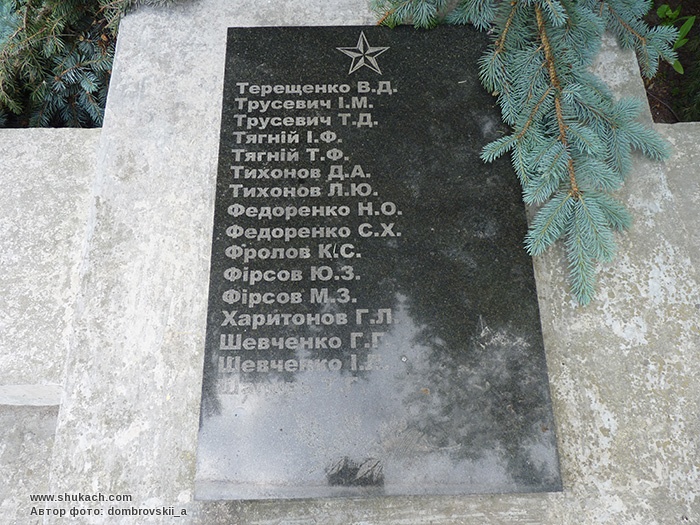 Терещенко В.Д.
Трусевич І.М.
Трусевич Т.Д.
Тягній І.Ф.
Тягній Т.Ф.
Тихонов Д.А.
Тихонов Л.Ю.
Федоренко Н.О.
Федоренко С.Х.
Фролов К.С.
Фірсов Ю.З.
Фірсов М.З.
Харитонов Г.Л
Шевченко
Шевченко
www.shukach.com
Автор фото: dombrovskii_a